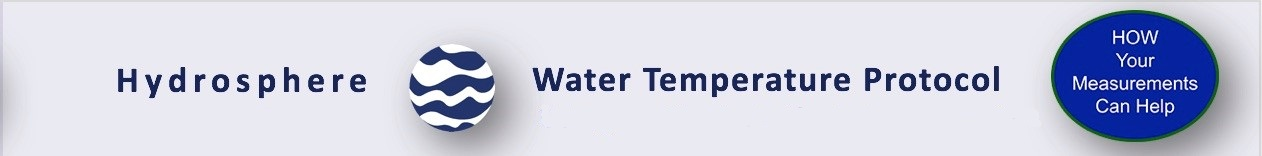 Hydrosphere
Water Temperature Protocol
HOW
Your
Measurements
Can Help